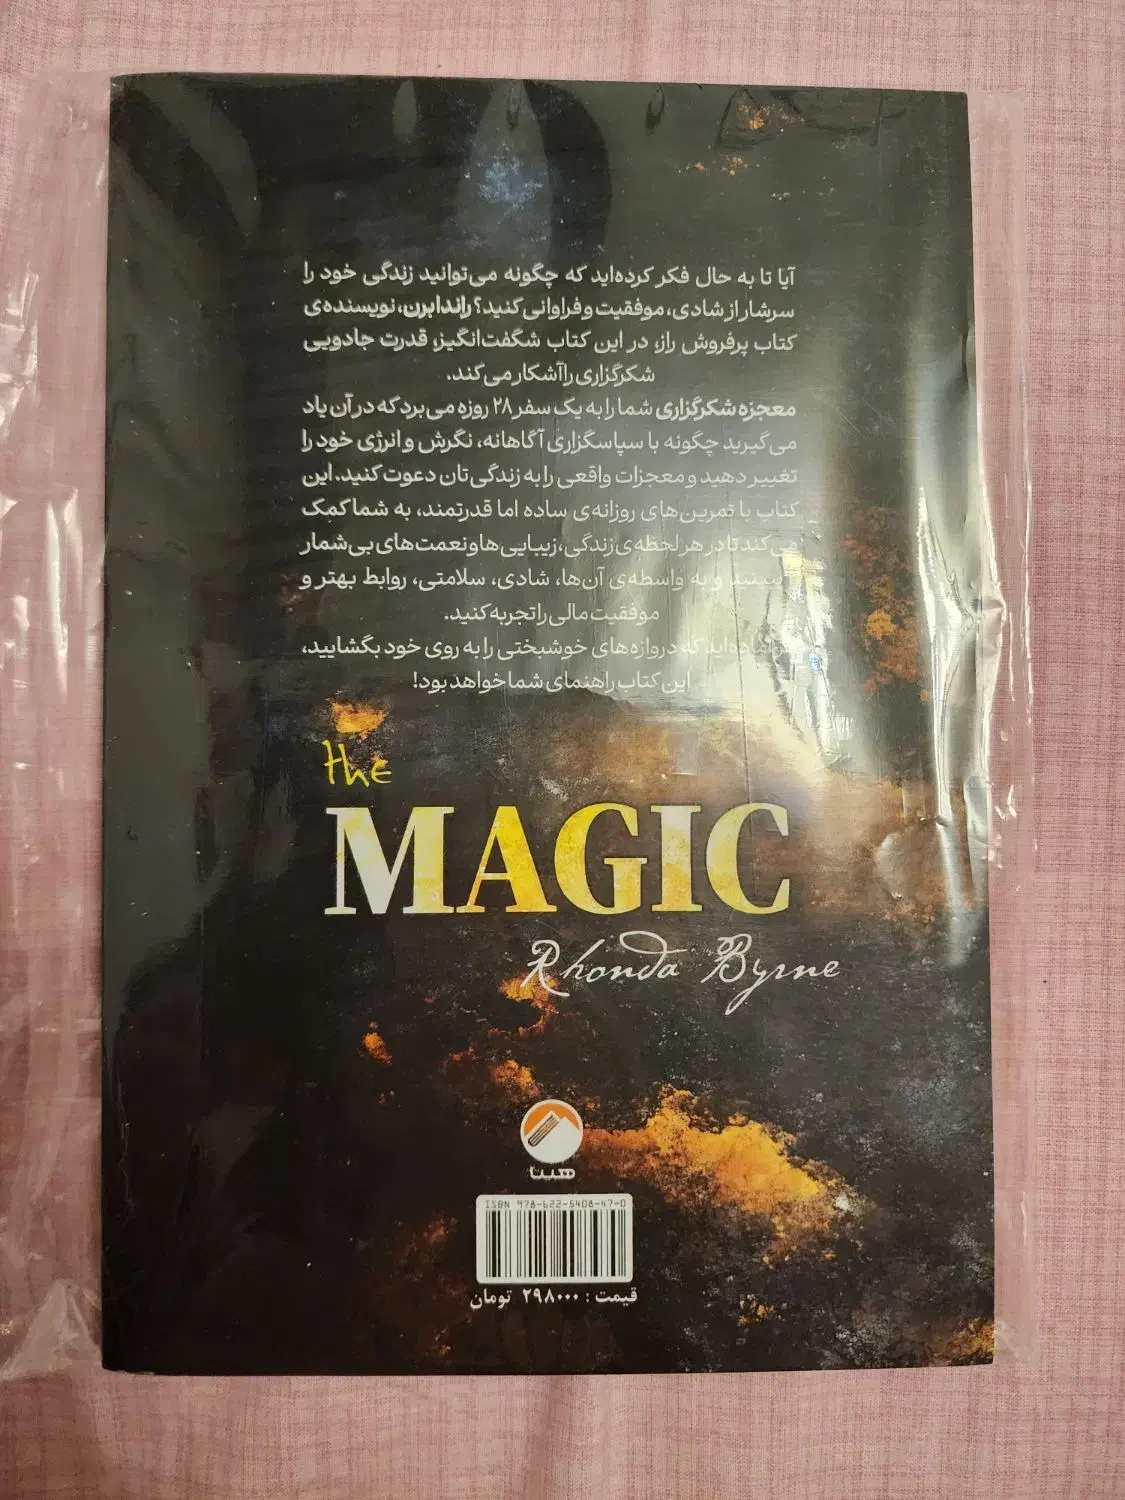 آیا تا به حال فکر کرده‌اید که چگونه می‌توانید زندگی خود را
سرشار از شادی، موفقیت و فراوانی کنید؟ راندا برن، نویسنده‌ی
کتاب پرفروش راز، در این کتاب شگفت‌انگیز، قدرت جادویی
شکرگزاری را آشکار می‌کند.
معجزه شکرگزاری شما را به یک سفر ۲۸ روزه می‌برد که در آن یاد
می‌گیرید چگونه با سپاسگزاری آگاهانه، نگرش و انرژی خود را
تغییر دهید و معجزات واقعی را به زندگی‌تان دعوت کنید. این
کتاب با تمرین‌های روزانه‌ی ساده اما قدرتمند، به شما کمک
می‌کند تا در هر لحظه‌ی زندگی، زیبایی‌ها و نعمت‌های بی‌شمار
و به واسطه‌ی آن‌ها، شادی، سلامتی، روابط بهتر و
موفقیت مالی را تجربه کنید.
که دروازه‌های خوشبختی را به روی خود بگشایید،
این کتاب راهنمای شما خواهد بود!
the
MAGIC
Rhonda Byrne
هینا
ISBN 978-622-5408-47-0
قیمت : ۲۹۸۰۰۰ تومان